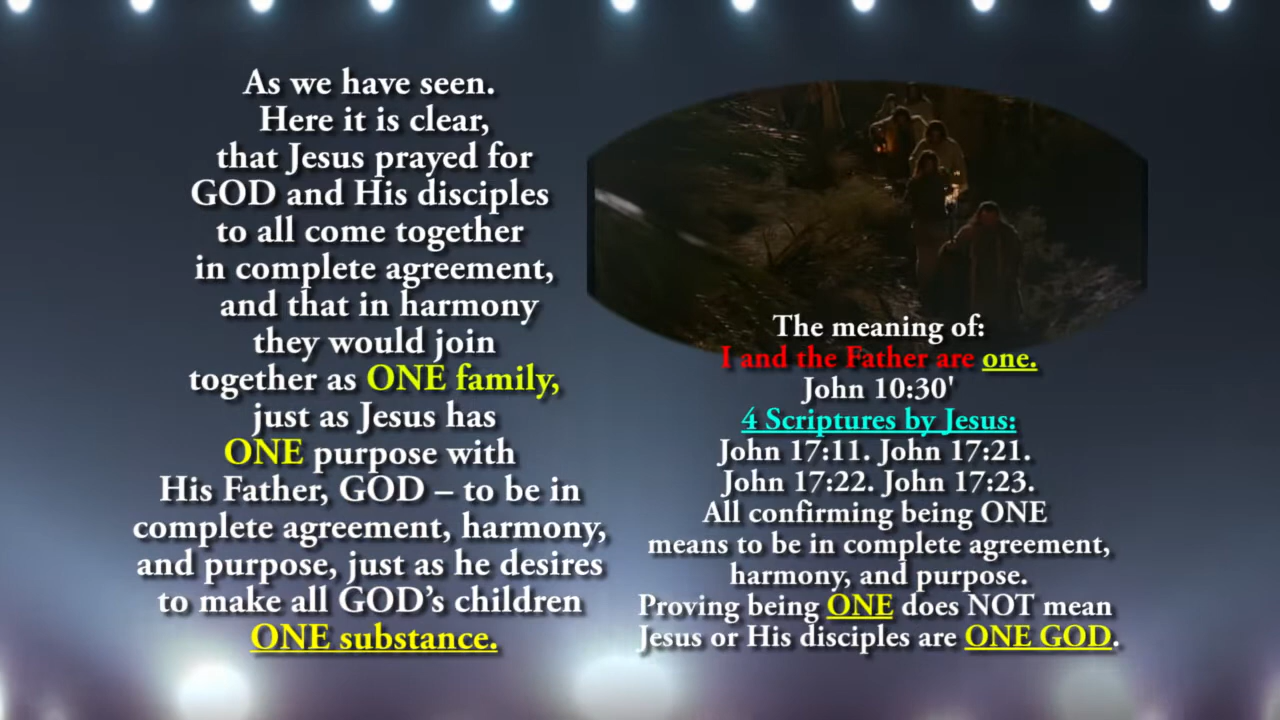 As we have seen.
Here it is clear,
that Jesus prayed for
GOD and His disciples
to all come together
in complete agreement,
and that in harmony
they would join
together as ONE family,
just as Jesus has
ONE purpose with
His Father, GOD – to be in
complete agreement, harmony,
and purpose, just as he desires
to make all GOD’s children
ONE substance.
The meaning of:
I and the Father are one.
John 10:30'
4 Scriptures by Jesus:
John 17:11. John 17:21.
John 17:22. John 17:23.
All confirming being ONE
means to be in complete agreement,
harmony, and purpose.
Proving being ONE does NOT mean
Jesus or His disciples are ONE GOD.